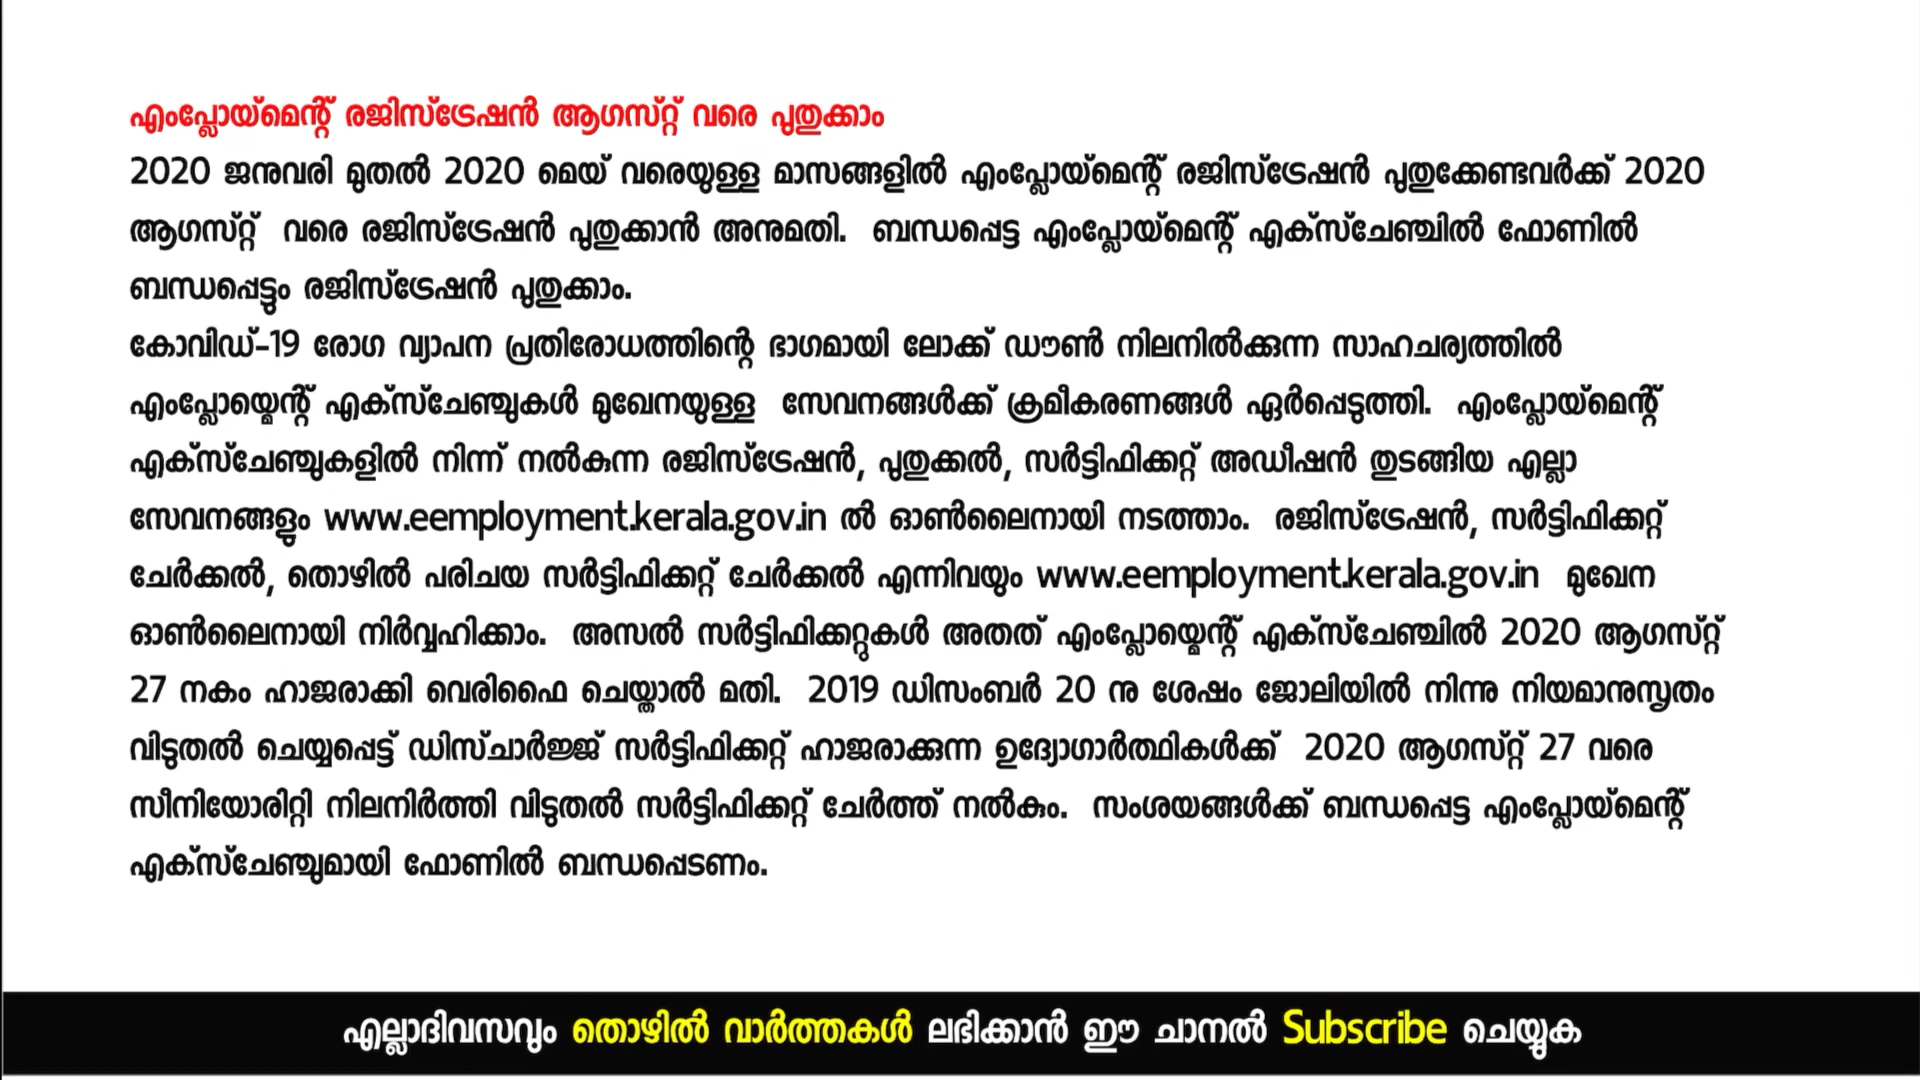 എംപ്ലോയ്മെന്റ് രജിസ്ട്രേഷൻ ആഗസ്റ്റ് വരെ പുതുക്കാം
2020 ജനുവരി മുതൽ 2020 മെയ് വരെയുള്ള മാസങ്ങളിൽ എംപ്ലോയ്മെന്റ് രജിസ്ട്രേഷൻ പുതുക്കേണ്ടവർക്ക് 2020
ആഗസ്റ്റ് വരെ രജിസ്ട്രേഷൻ പുതുക്കാൻ അനുമതി. ബന്ധപ്പെട്ട എംപ്ലോയ്മെന്റ് എക്സ്ചേഞ്ചിൽ ഫോണിൽ
ബന്ധപ്പെട്ടും രജിസ്ട്രേഷൻ പുതുക്കാം.
കോവിഡ്-19 രോഗ വ്യാപന പ്രതിരോധത്തിന്റെ ഭാഗമായി ലോക്ക് ഡൗൺ നിലനിൽക്കുന്ന സാഹചര്യത്തിൽ
എംപ്ലോയ്മെന്റ് എക്സ്ചേഞ്ചുകൾ മുഖേനയുള്ള സേവനങ്ങൾക്ക് ക്രമീകരണങ്ങൾ ഏർപ്പെടുത്തി. എംപ്ലോയ്മെന്റ്
എക്സ്ചേഞ്ചുകളിൽ നിന്ന് നൽകുന്ന രജിസ്ട്രേഷൻ, പുതുക്കൽ, സർട്ടിഫിക്കറ്റ് അഡീഷൻ തുടങ്ങിയ എല്ലാ
സേവനങ്ങളും www.eemployment.kerala.gov.in ൽ ഓൺലൈനായി നടത്താം. രജിസ്ട്രേഷൻ, സർട്ടിഫിക്കറ്റ്
ചേർക്കൽ, തൊഴിൽ പരിചയ സർട്ടിഫിക്കറ്റ് ചേർക്കൽ എന്നിവയും www.eemployment.kerala.gov.in മുഖേന
ഓൺലൈനായി നിർവ്വഹിക്കാം. അസൽ സർട്ടിഫിക്കറ്റുകൾ അതത് എംപ്ലോയ്മെന്റ് എക്സ്ചേഞ്ചിൽ 2020 ആഗസ്റ്റ്
27 നകം ഹാജരാക്കി വെരിഫൈ ചെയ്താൽ മതി. 2019 ഡിസംബർ 20 നു ശേഷം ജോലിയിൽ നിന്നു നിയമാനുസൃതം
വിടുതൽ ചെയ്യപ്പെട്ട് ഡിസ്ചാർജ്ജ് സർട്ടിഫിക്കറ്റ് ഹാജരാക്കുന്ന ഉദ്യോഗാർത്ഥികൾക്ക് 2020 ആഗസ്റ്റ് 27 വരെ
സീനിയോരിറ്റി നിലനിർത്തി വിടുതൽ സർട്ടിഫിക്കറ്റ് ചേർത്ത് നൽകും. സംശയങ്ങൾക്ക് ബന്ധപ്പെട്ട എംപ്ലോയ്മെന്റ്
എക്സ്ചേഞ്ചുമായി ഫോണിൽ ബന്ധപ്പെടണം.
എല്ലാദിവസവും തൊഴിൽ വാർത്തകൾ ലഭിക്കാൻ ഈ ചാനൽ Subscribe ചെയ്യുക